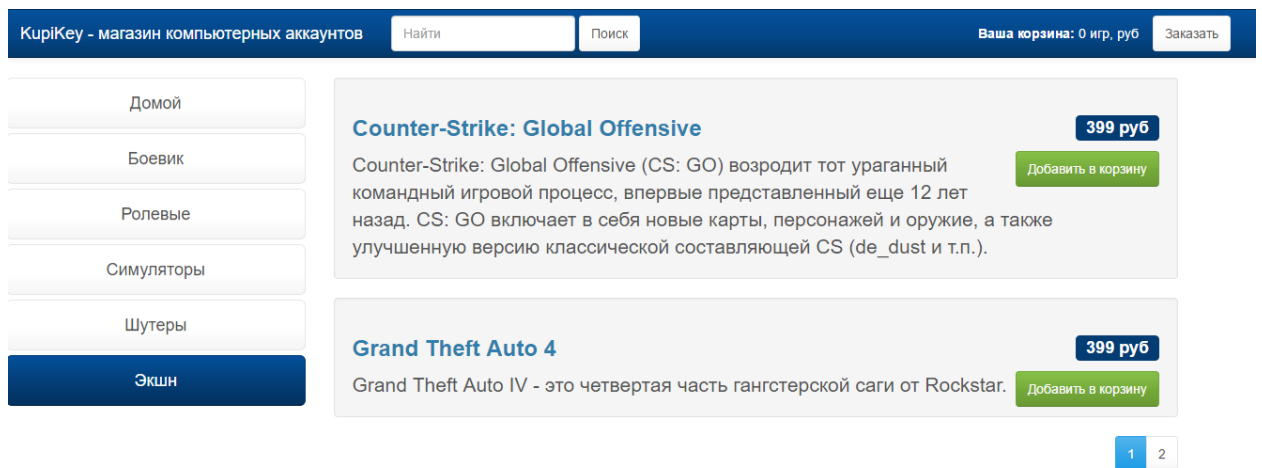 KupiKey - магазин компьютерных аккаунтов
Найти
Поиск
Ваша корзина: 0 игр, руб
Заказать
Домой
Боевик
Ролевые
Симуляторы
Шутеры
Экшн
Counter-Strike: Global Offensive
399 руб
Counter-Strike: Global Offensive (CS: GO) возродит тот ураганный
командный игровой процесс, впервые представленный еще 12 лет
назад. CS: GO включает в себя новые карты, персонажей и оружие, а также
улучшенную версию классической составляющей CS (de_dust и т.п.).
Добавить в корзину
Grand Theft Auto 4
399 руб
Grand Theft Auto IV - это четвертая часть гангстерской саги от Rockstar.
Добавить в корзину
1 2